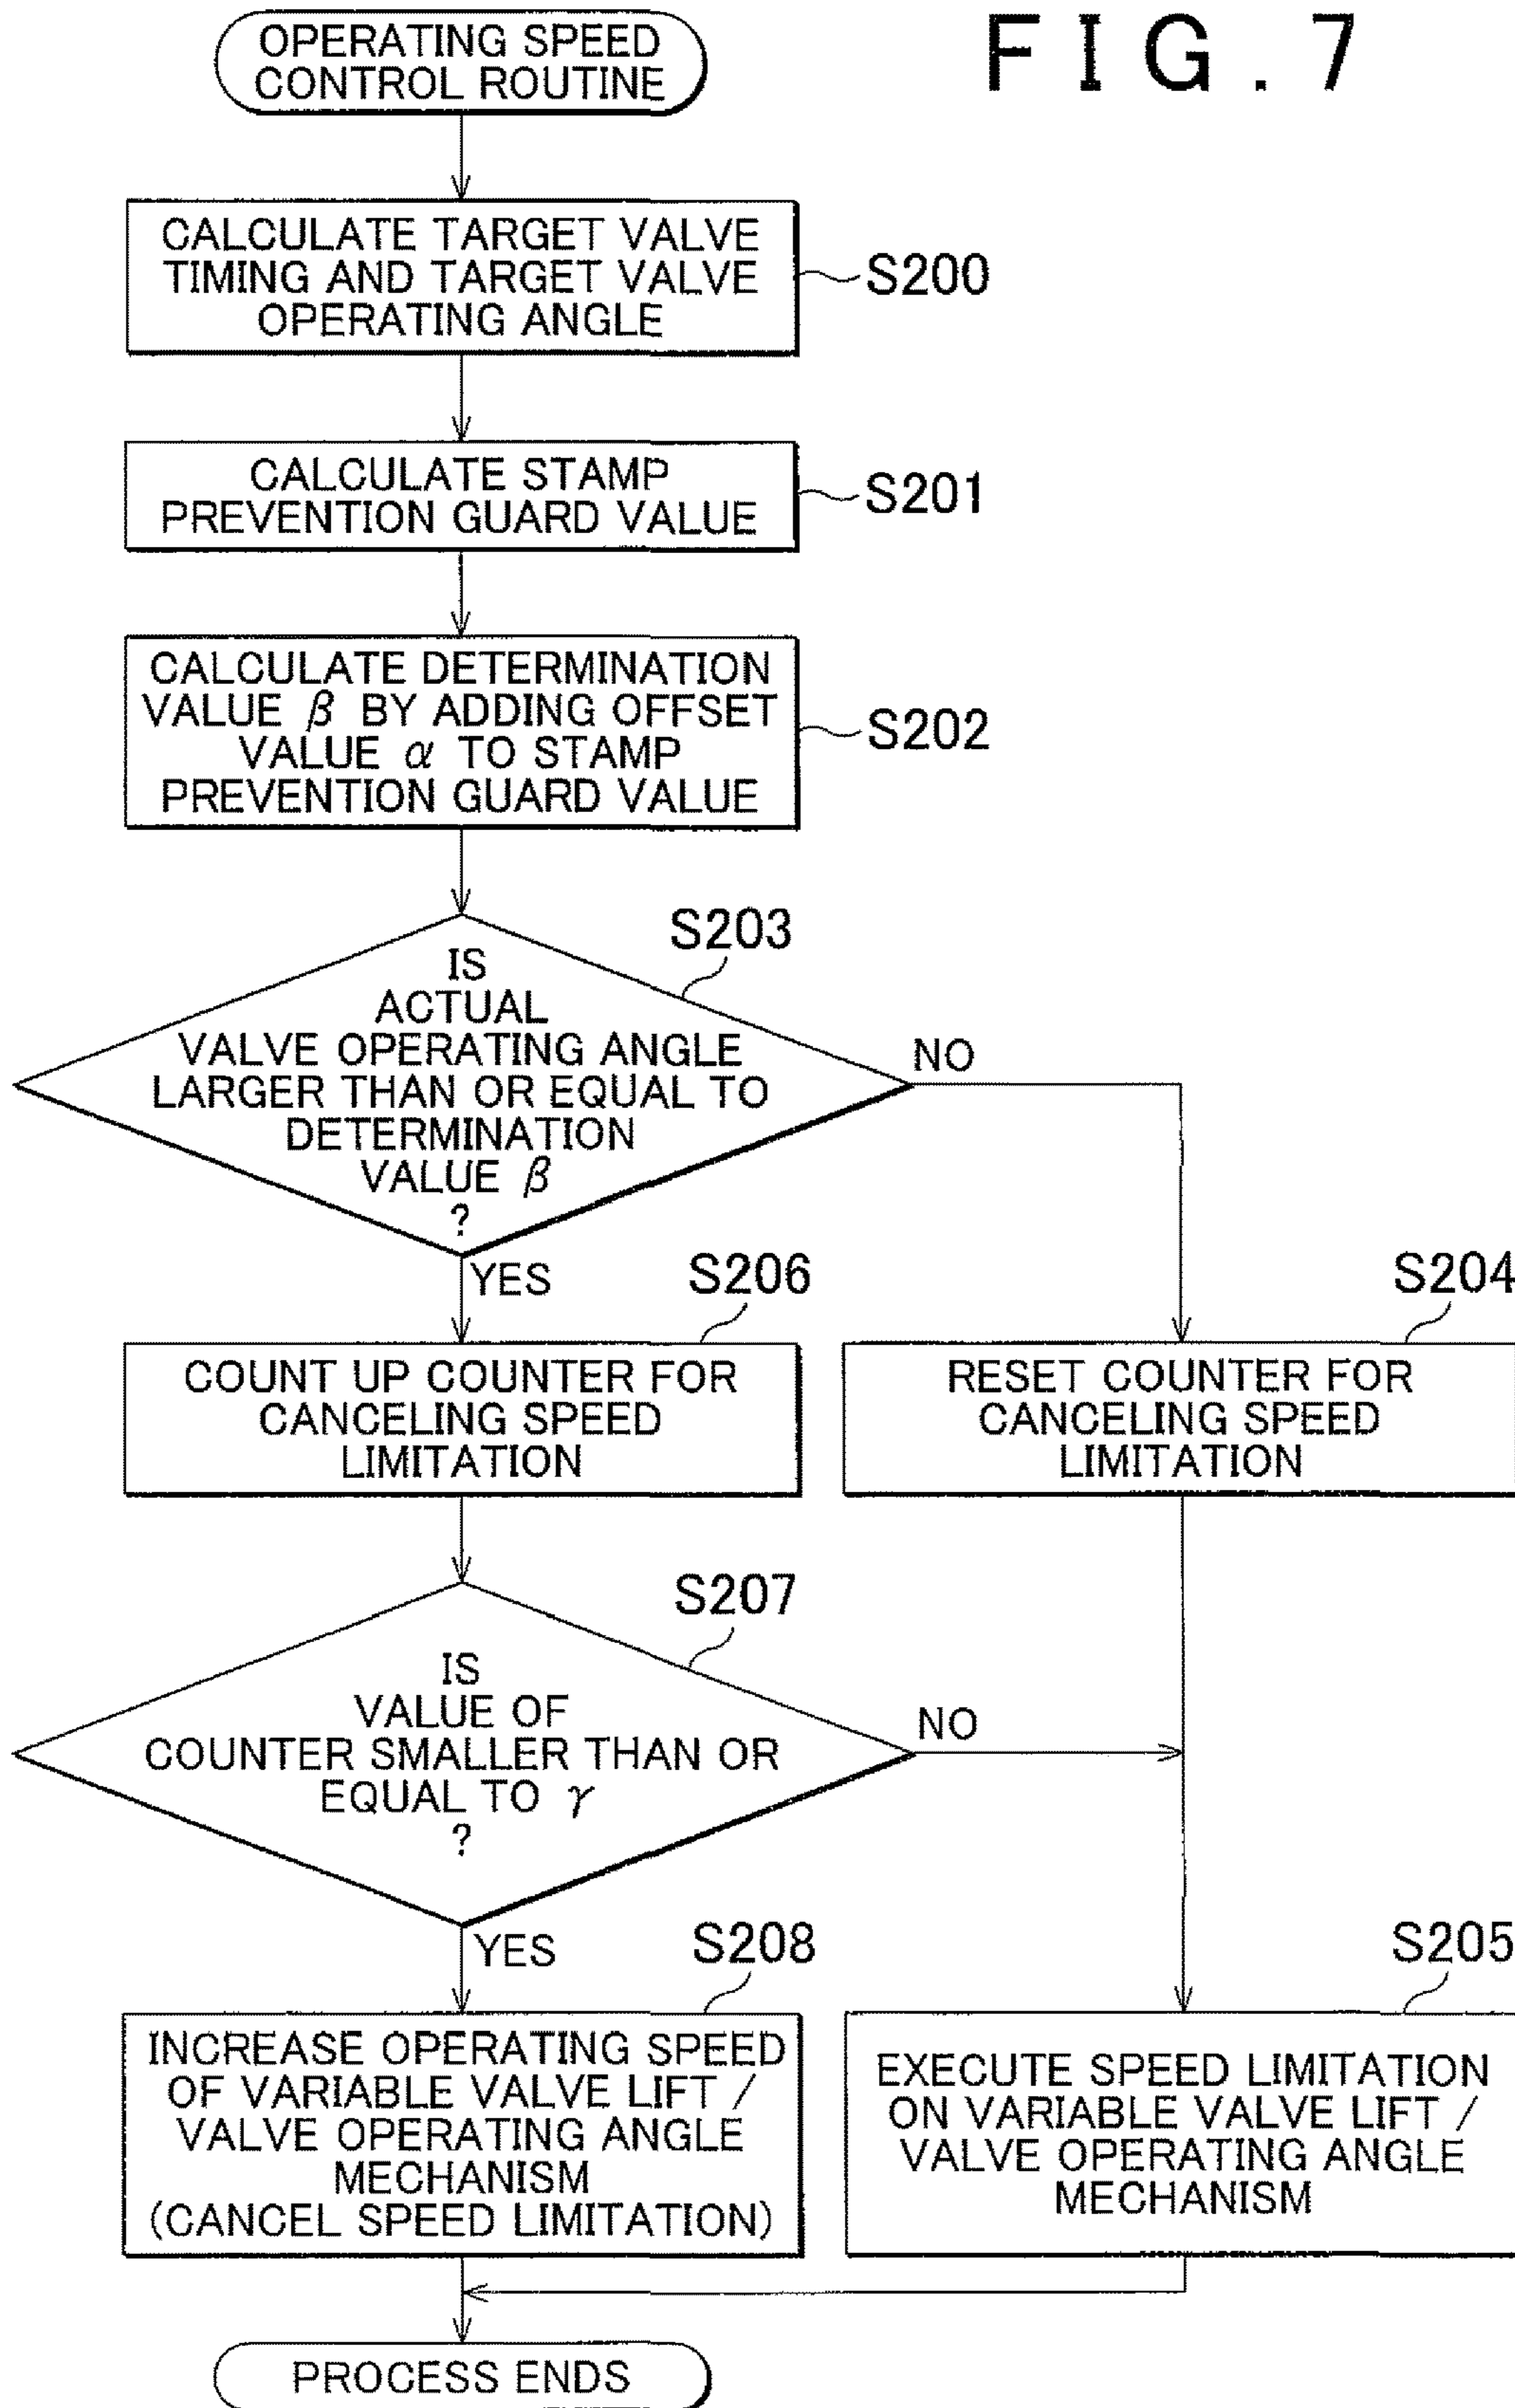 FIG. 7
OPERATING SPEED
CONTROL ROUTINE
CALCULATE TARGET VALVE
TIMING AND TARGET VALVE
OPERATING ANGLE
S200
CALCULATE STAMP
PREVENTION GUARD VALUE
S201
CALCULATE DETERMINATION
VALUE β BY ADDING OFFSET
VALUE α TO STAMP
PREVENTION GUARD VALUE
S202
S203
IS
ACTUAL
VALVE OPERATING ANGLE
LARGER THAN OR EQUAL TO
DETERMINATION
VALUE β
?
NO
YES
S206
COUNT UP COUNTER FOR
CANCELING SPEED
LIMITATION
S204
RESET COUNTER FOR
CANCELING SPEED
LIMITATION
S207
IS
VALUE OF
COUNTER SMALLER THAN OR
EQUAL TO γ
?
NO
YES
S208
INCREASE OPERATING SPEED
OF VARIABLE VALVE LIFT /
VALVE OPERATING ANGLE
MECHANISM
(CANCEL SPEED LIMITATION)
S205
EXECUTE SPEED LIMITATION
ON VARIABLE VALVE LIFT /
VALVE OPERATING ANGLE
MECHANISM
PROCESS ENDS